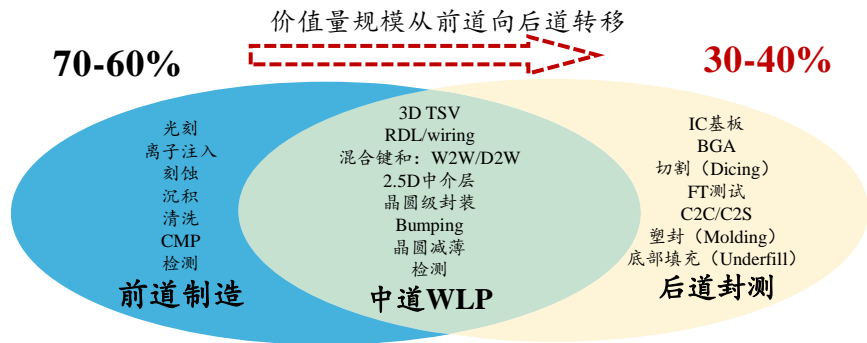 价值量规模从前道向后道转移
70-60%
30-40%
光刻
离子注入
刻蚀
沉积
清洗
CMP
检测
前道制造
3D TSV
RDL/wiring
混合键和：W2W/D2W
2.5D中介层
晶圆级封装
Bumping
晶圆减薄
检测
中道WLP
IC基板
BGA
切割（Dicing）
FT测试
C2C/C2S
塑封（Molding）
底部填充（Underfill）
后道封测